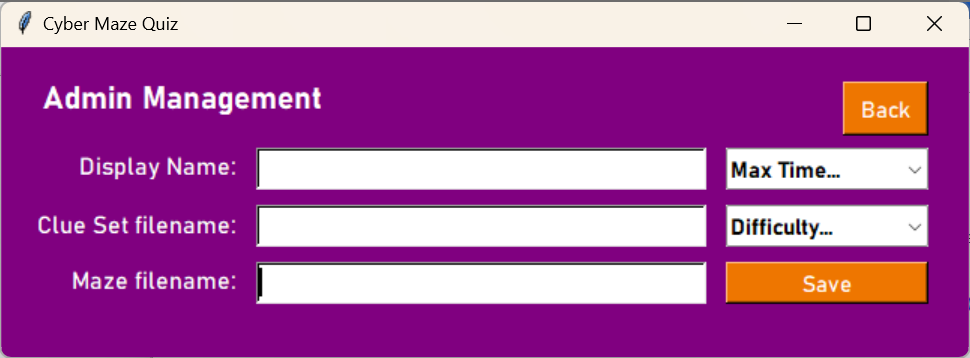 Cyber Maze Quiz
Admin Management
Back
Display Name:
Max Time...
Clue Set filename:
Difficulty...
Maze filename:
Save